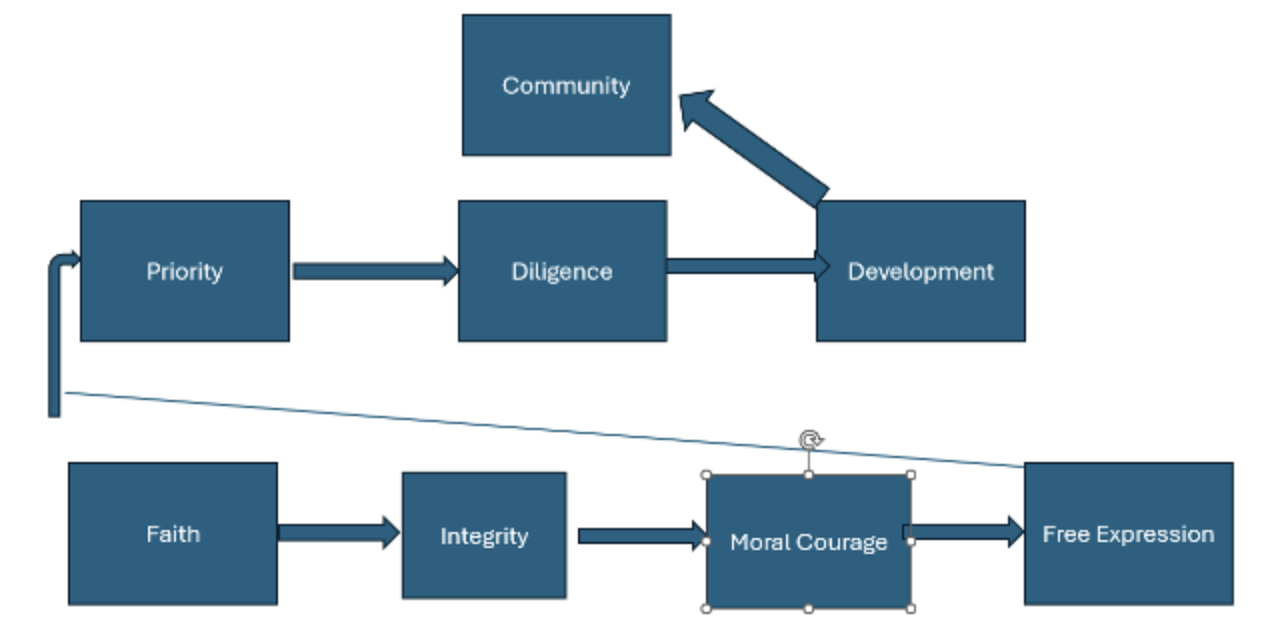 Community
Priority
Diligence
Development
Faith
Integrity
Moral Courage
Free Expression